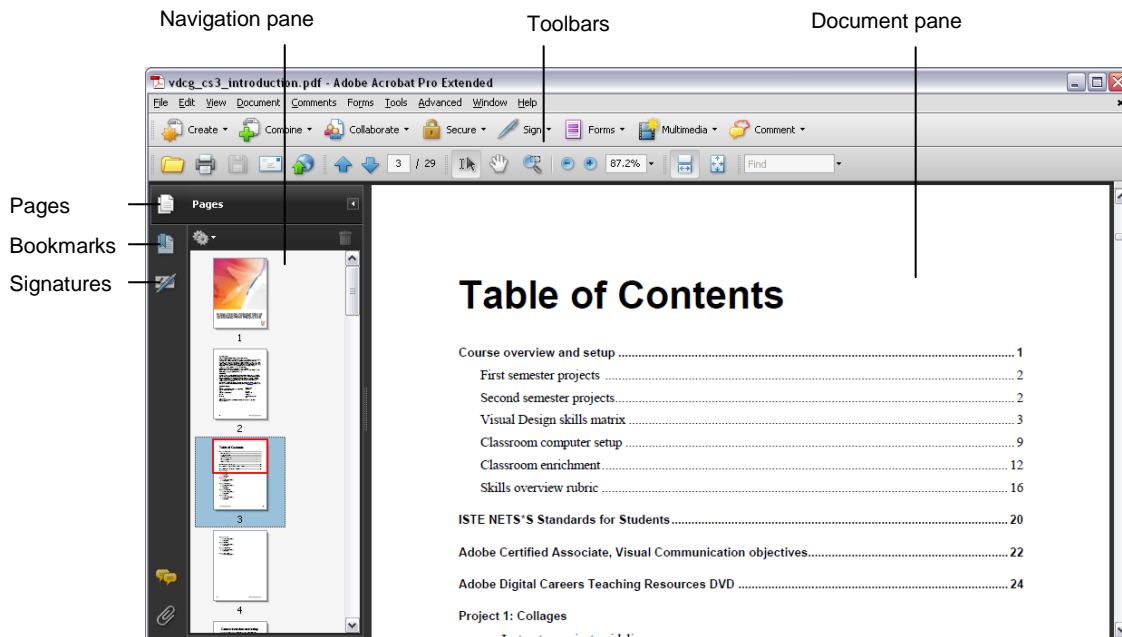 Navigation pane
Toolbars
Document pane
vdcg_cs3_introduction.pdf - Adobe Acrobat Pro Extended
File Edit View Document Comments Forms Tools Advanced Window Help
Create Combine Collaborate Secure Sign Forms Multimedia Comment
3 / 29 87.2% Find
Pages
Bookmarks
Signatures
Pages
1
2
Table of Contents
3
4
Table of Contents
Course overview and setup ........ 1
First semester projects ........ 2
Second semester projects........ 2
Visual Design skills matrix ........ 3
Classroom computer setup ........ 9
Classroom enrichment........ 12
Skills overview rubric ........ 16
ISTE NETS*S Standards for Students........ 20
Adobe Certified Associate, Visual Communication objectives........ 22
Adobe Digital Careers Teaching Resources DVD ........ 24
Project 1: Collages